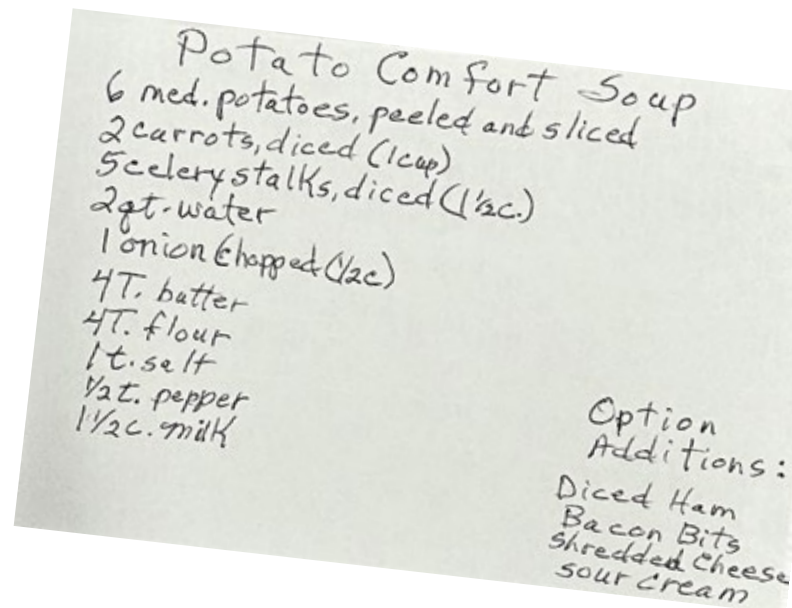 Potato Comfort Soup
6 med. potatoes, peeled and sliced
2 carrots, diced (1cup)
5 celery stalks, diced (1½c.)
2qt. water
1 onion Chopped (½c)
4T. butter
4T. flour
1t. salt
½t. pepper
1½c. milk
Option
Additions:
Diced Ham
Bacon Bits
Shredded Cheese
Sour Cream